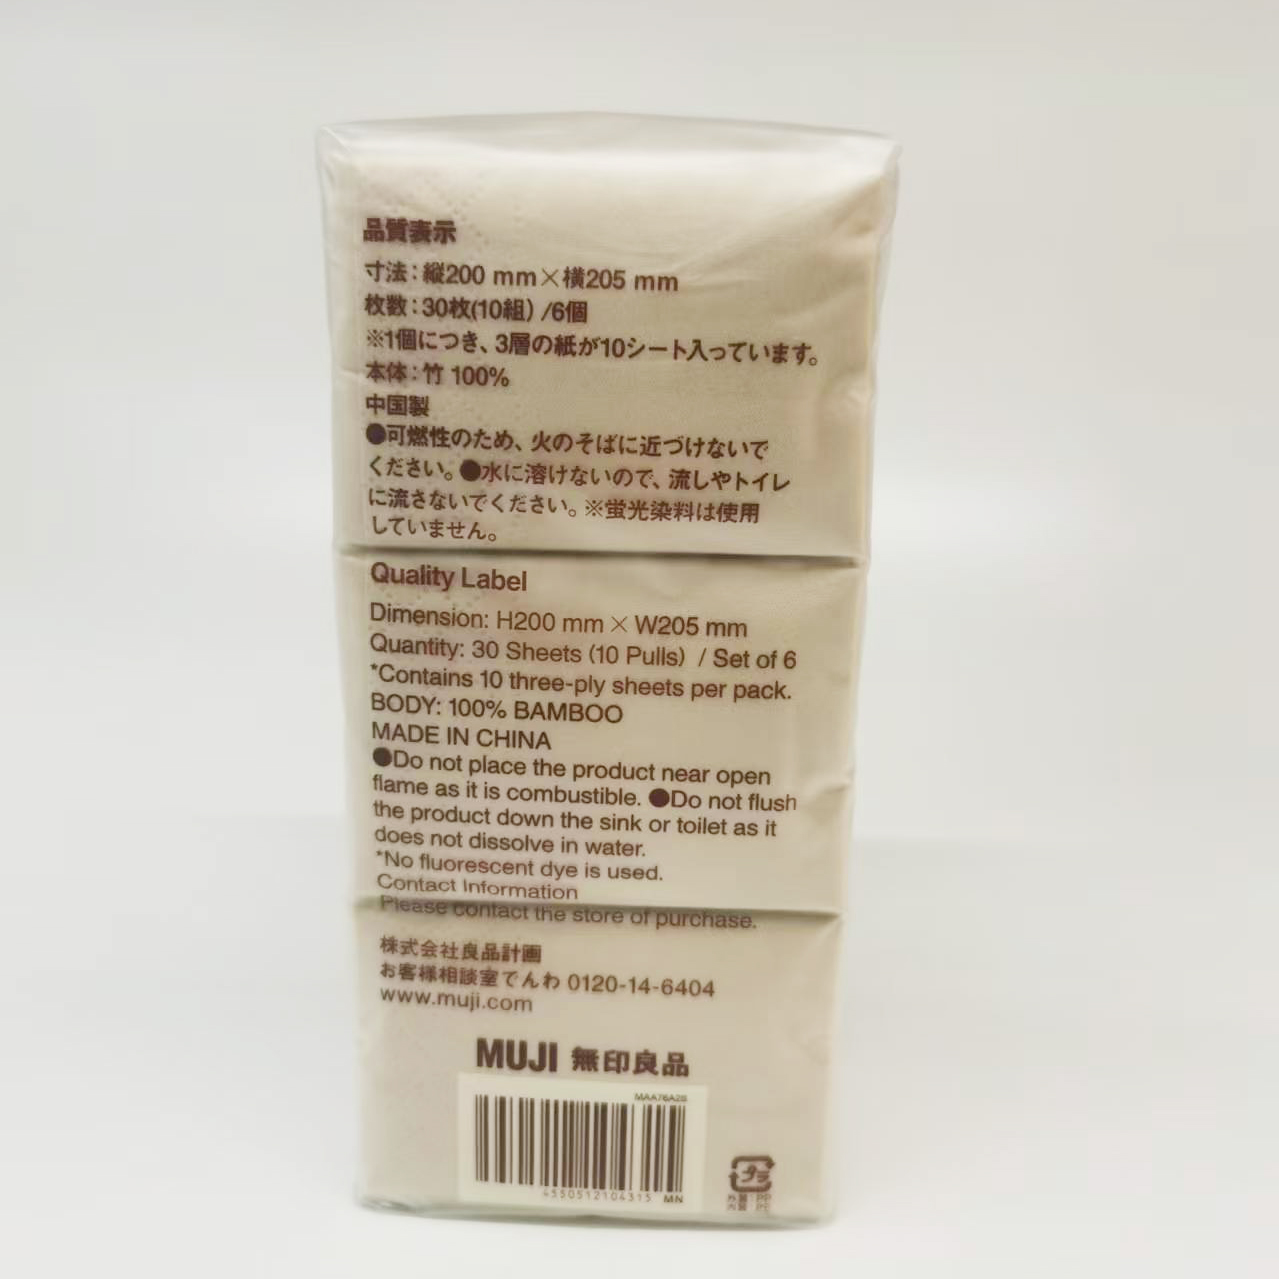 品質表示
寸法：縦200 mm×横205 mm
枚数：30枚(10組) /6個
※1個につき、3層の紙が10シート入っています。
本体：竹 100%
中国製
●可燃性のため、火のそばに近づけないで
ください。●水に溶けないので、流しやトイレ
に流さないでください。※蛍光染料は使用
していません。
Quality Label
Dimension: H200 mm×W205 mm
Quantity: 30 Sheets (10 Pulls) / Set of 6
*Contains 10 three-ply sheets per pack.
BODY: 100% BAMBOO
MADE IN CHINA
●Do not place the product near open
flame as it is combustible. ●Do not flush
the product down the sink or toilet as it
does not dissolve in water.
*No fluorescent dye is used.
Contact Information
Please contact the store of purchase.
株式会社良品計画
お客様相談室でんわ 0120-14-6404
www.muji.com
MUJI 無印良品
MAA76A2S
4550512104315 MN
プラ
外装：PP
内装：PE